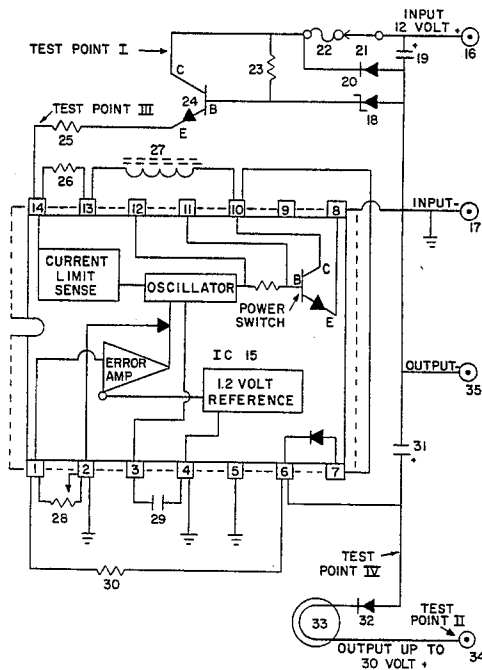 INPUT
12 VOLT +
16
TEST POINT I
22
21
+
19
20
23
C
24
B
E
18
TEST POINT III
25
27
26
14
13
12
11
10
9
8
INPUT-
17
CURRENT
LIMIT
SENSE
OSCILLATOR
B
C
E
POWER
SWITCH
ERROR
AMP
IC 15
1.2 VOLT
REFERENCE
OUTPUT-
35
31
+
1
2
3
4
5
6
7
28
29
30
TEST
POINT IV
32
33
TEST
POINT II
OUTPUT UP TO
30 VOLT +
34